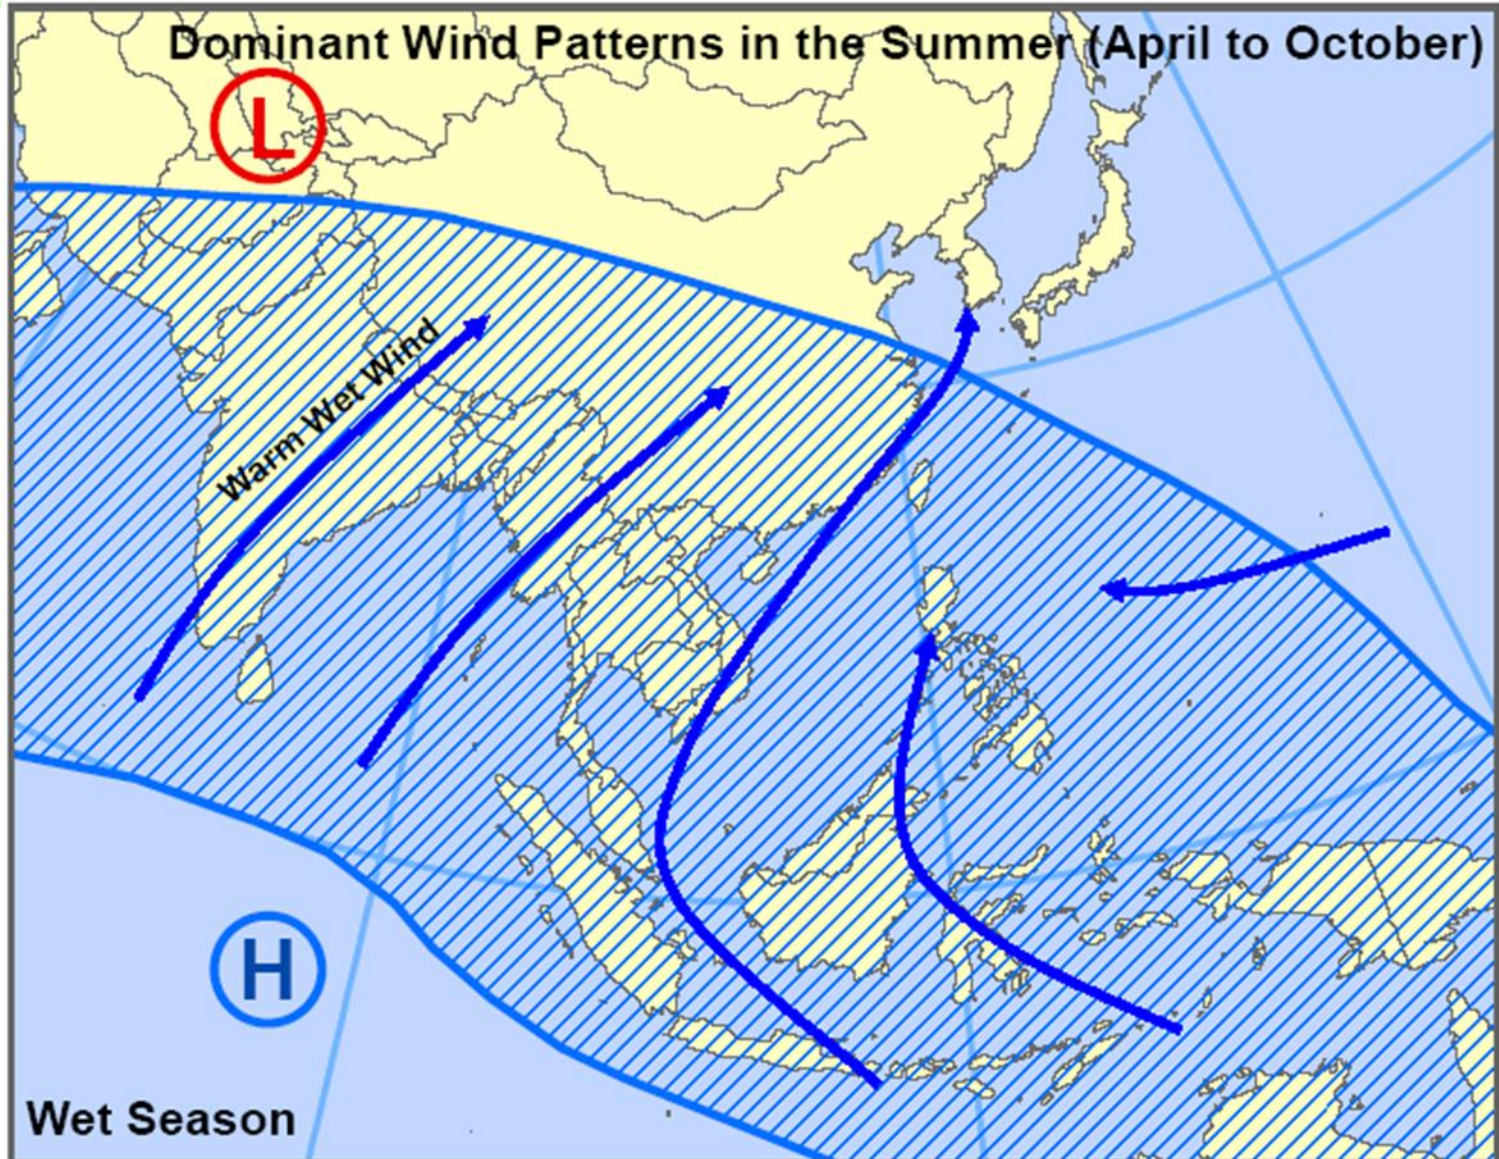 Dominant Wind Patterns in the Summer (April to October)
L
Warm Wet Wind
H
Wet Season